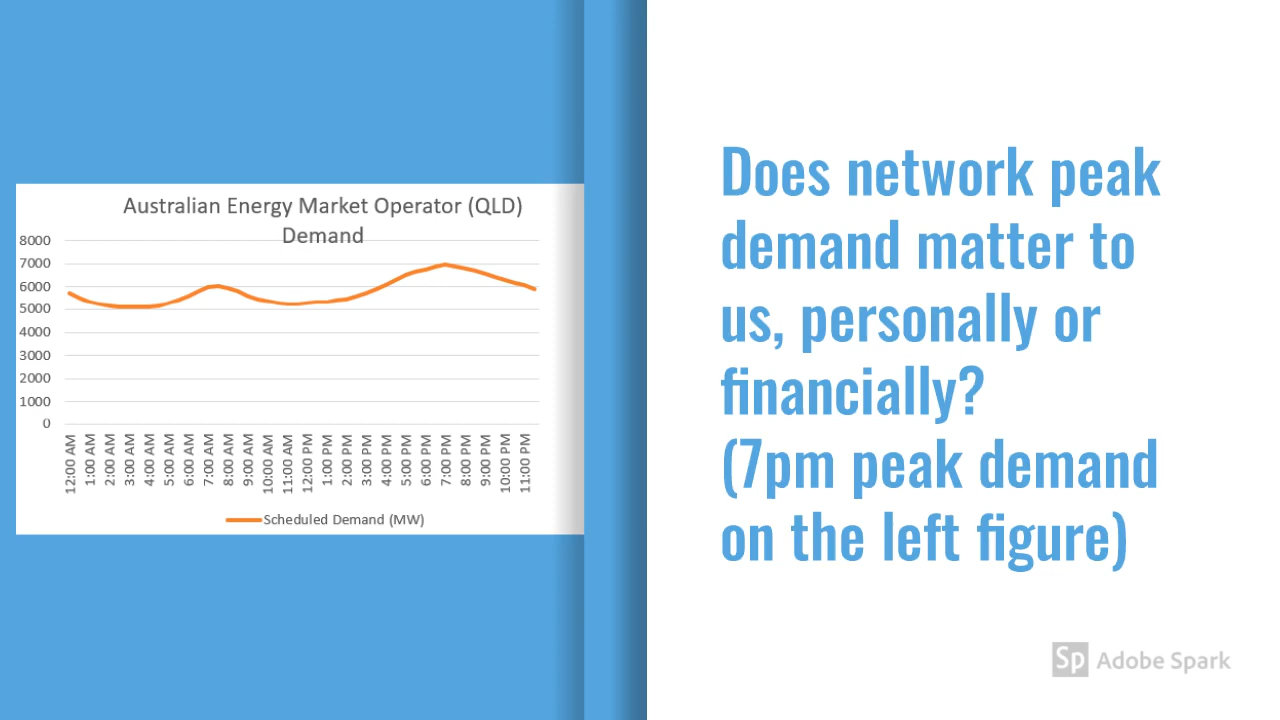 Australian Energy Market Operator (QLD)
Demand
8000
7000
6000
5000
4000
3000
2000
1000
0
12:00 AM
1:00 AM
2:00 AM
3:00 AM
4:00 AM
5:00 AM
6:00 AM
7:00 AM
8:00 AM
9:00 AM
10:00 AM
11:00 AM
12:00 PM
1:00 PM
2:00 PM
3:00 PM
4:00 PM
5:00 PM
6:00 PM
7:00 PM
8:00 PM
9:00 PM
10:00 PM
11:00 PM
Scheduled Demand (MW)
Does network peak
demand matter to
us, personally or
financially?
(7pm peak demand
on the left figure)
Sp Adobe Spark